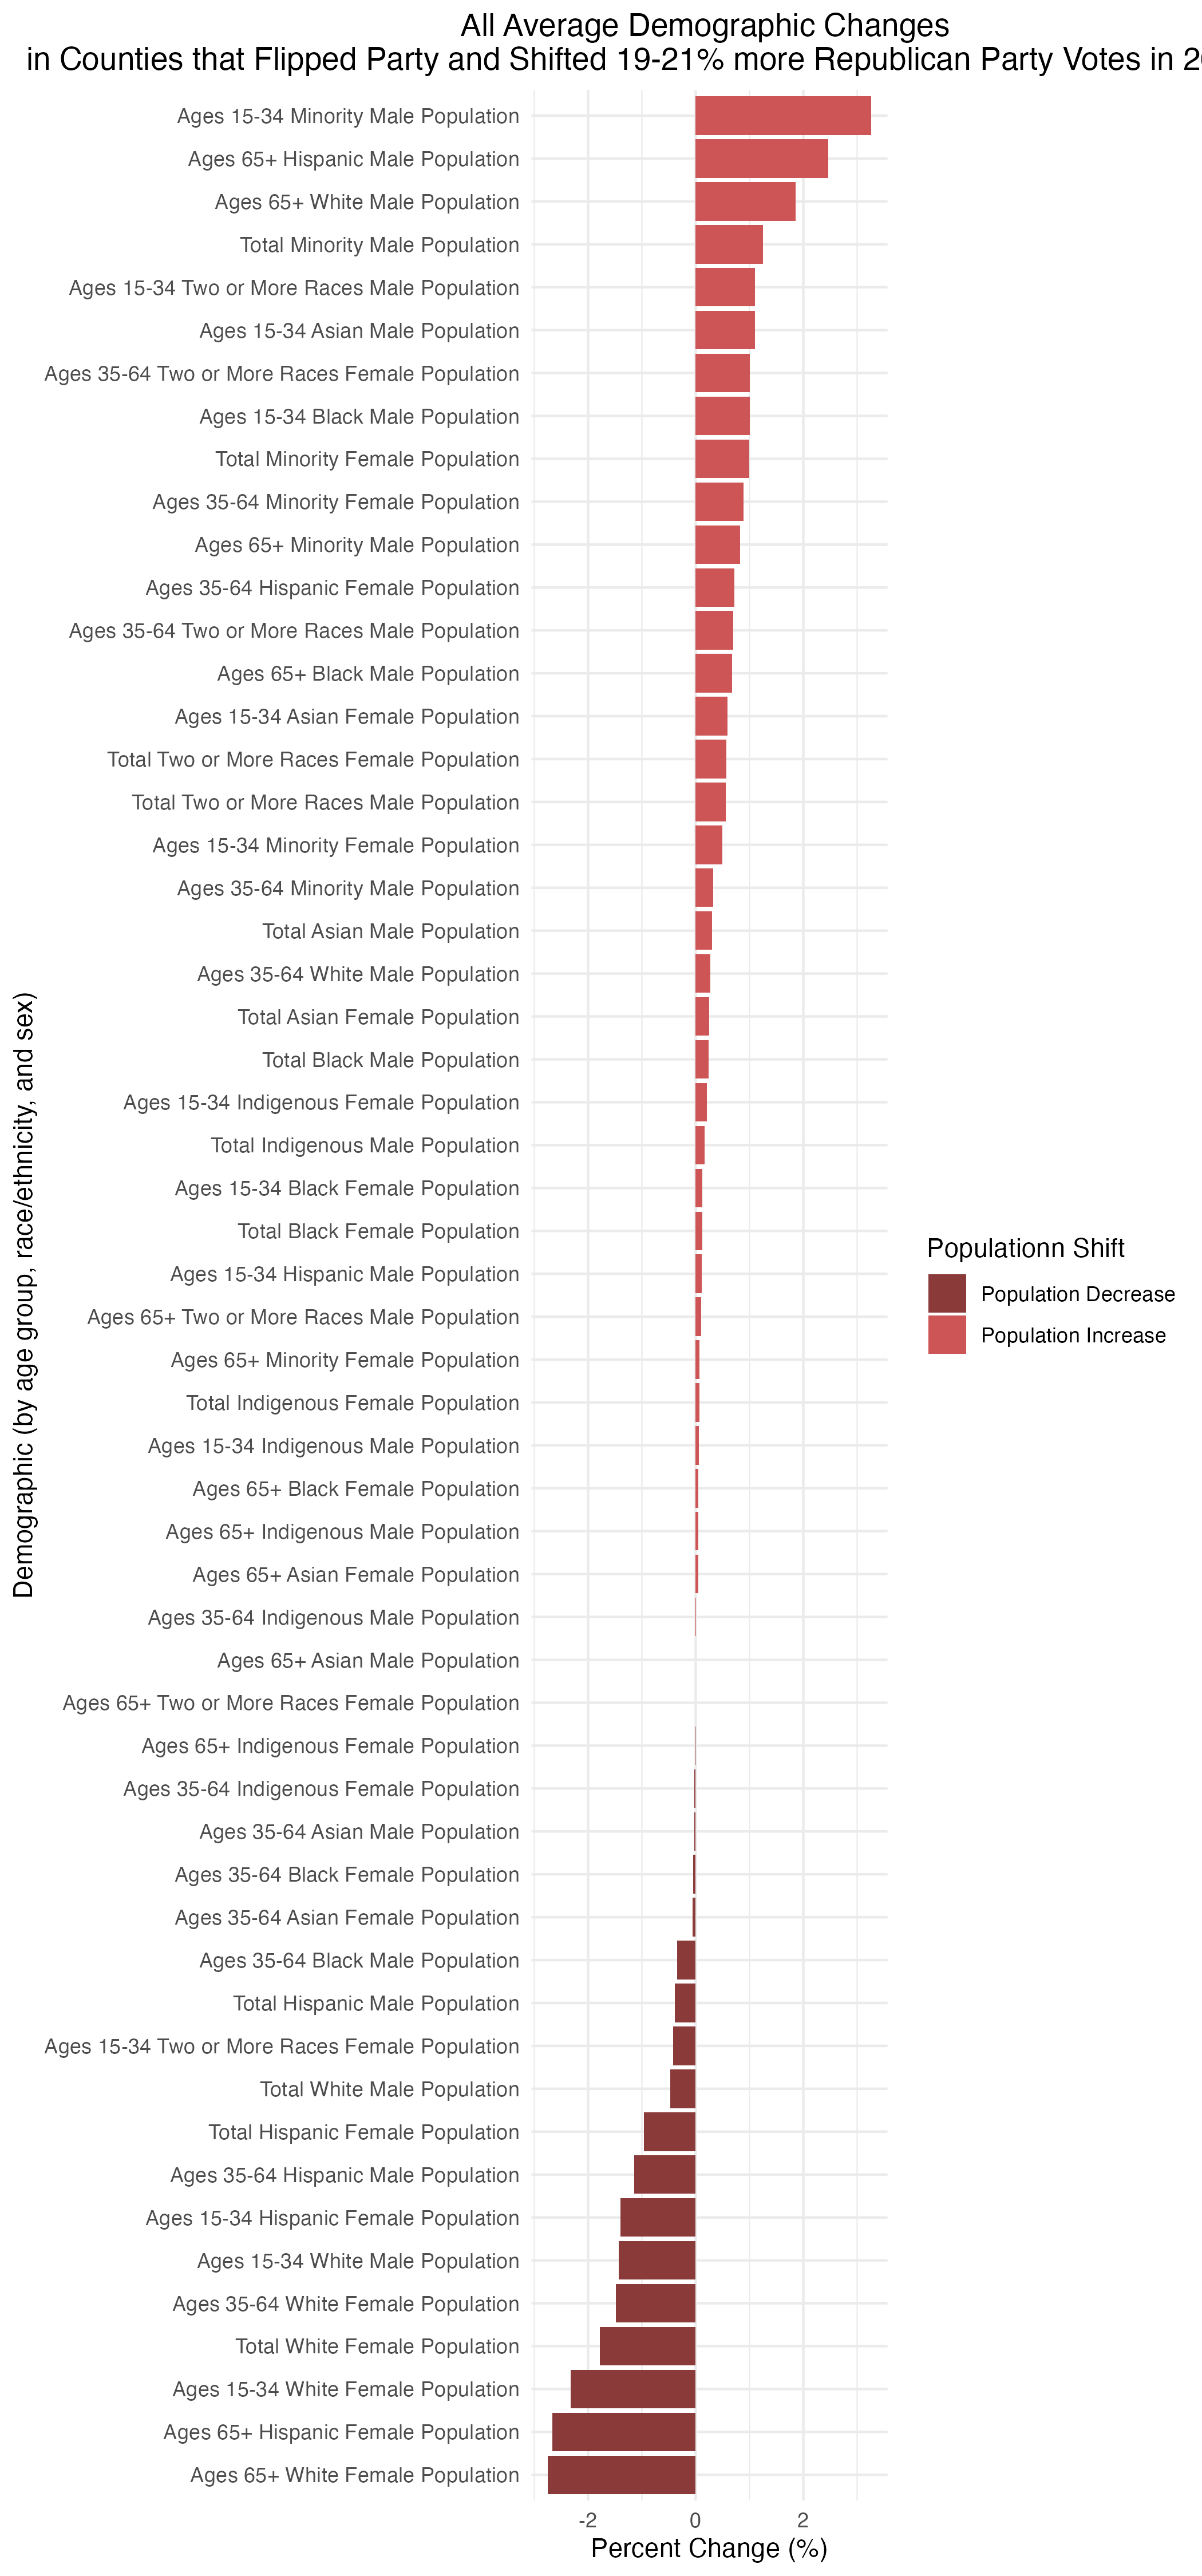 All Average Demographic Changes
in Counties that Flipped Party and Shifted 19-21% more Republican Party Votes in
Ages 15-34 Minority Male Population
Ages 65+ Hispanic Male Population
Ages 65+ White Male Population
Total Minority Male Population
Ages 15-34 Two or More Races Male Population
Ages 15-34 Asian Male Population
Ages 35-64 Two or More Races Female Population
Ages 15-34 Black Male Population
Total Minority Female Population
Ages 35-64 Minority Female Population
Ages 65+ Minority Male Population
Ages 35-64 Hispanic Female Population
Ages 35-64 Two or More Races Male Population
Ages 65+ Black Male Population
Ages 15-34 Asian Female Population
Total Two or More Races Female Population
Total Two or More Races Male Population
Ages 15-34 Minority Female Population
Ages 35-64 Minority Male Population
Total Asian Male Population
Ages 35-64 White Male Population
Total Asian Female Population
Total Black Male Population
Ages 15-34 Indigenous Female Population
Total Indigenous Male Population
Ages 15-34 Black Female Population
Total Black Female Population
Ages 15-34 Hispanic Male Population
Ages 65+ Two or More Races Male Population
Ages 65+ Minority Female Population
Total Indigenous Female Population
Ages 15-34 Indigenous Male Population
Ages 65+ Black Female Population
Ages 65+ Indigenous Male Population
Ages 65+ Asian Female Population
Ages 35-64 Indigenous Male Population
Ages 65+ Asian Male Population
Ages 65+ Two or More Races Female Population
Ages 65+ Indigenous Female Population
Ages 35-64 Indigenous Female Population
Ages 35-64 Asian Male Population
Ages 35-64 Black Female Population
Ages 35-64 Asian Female Population
Ages 35-64 Black Male Population
Total Hispanic Male Population
Ages 15-34 Two or More Races Female Population
Total White Male Population
Total Hispanic Female Population
Ages 35-64 Hispanic Male Population
Ages 15-34 Hispanic Female Population
Ages 15-34 White Male Population
Ages 35-64 White Female Population
Total White Female Population
Ages 15-34 White Female Population
Ages 65+ Hispanic Female Population
Ages 65+ White Female Population
Demographic (by age group, race/ethnicity, and sex)
-2 0 2
Percent Change (%)
Populationn Shift
Population Decrease
Population Increase